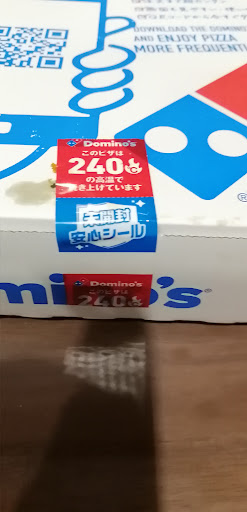 DOWNLOAD THE DOMINO
AND ENJOY PIZZA
MORE FREQUENT
Domino's
このピザは
240℃
の高温で
焼き上げています
未開封
安心シール
Domino's
このピザは
240